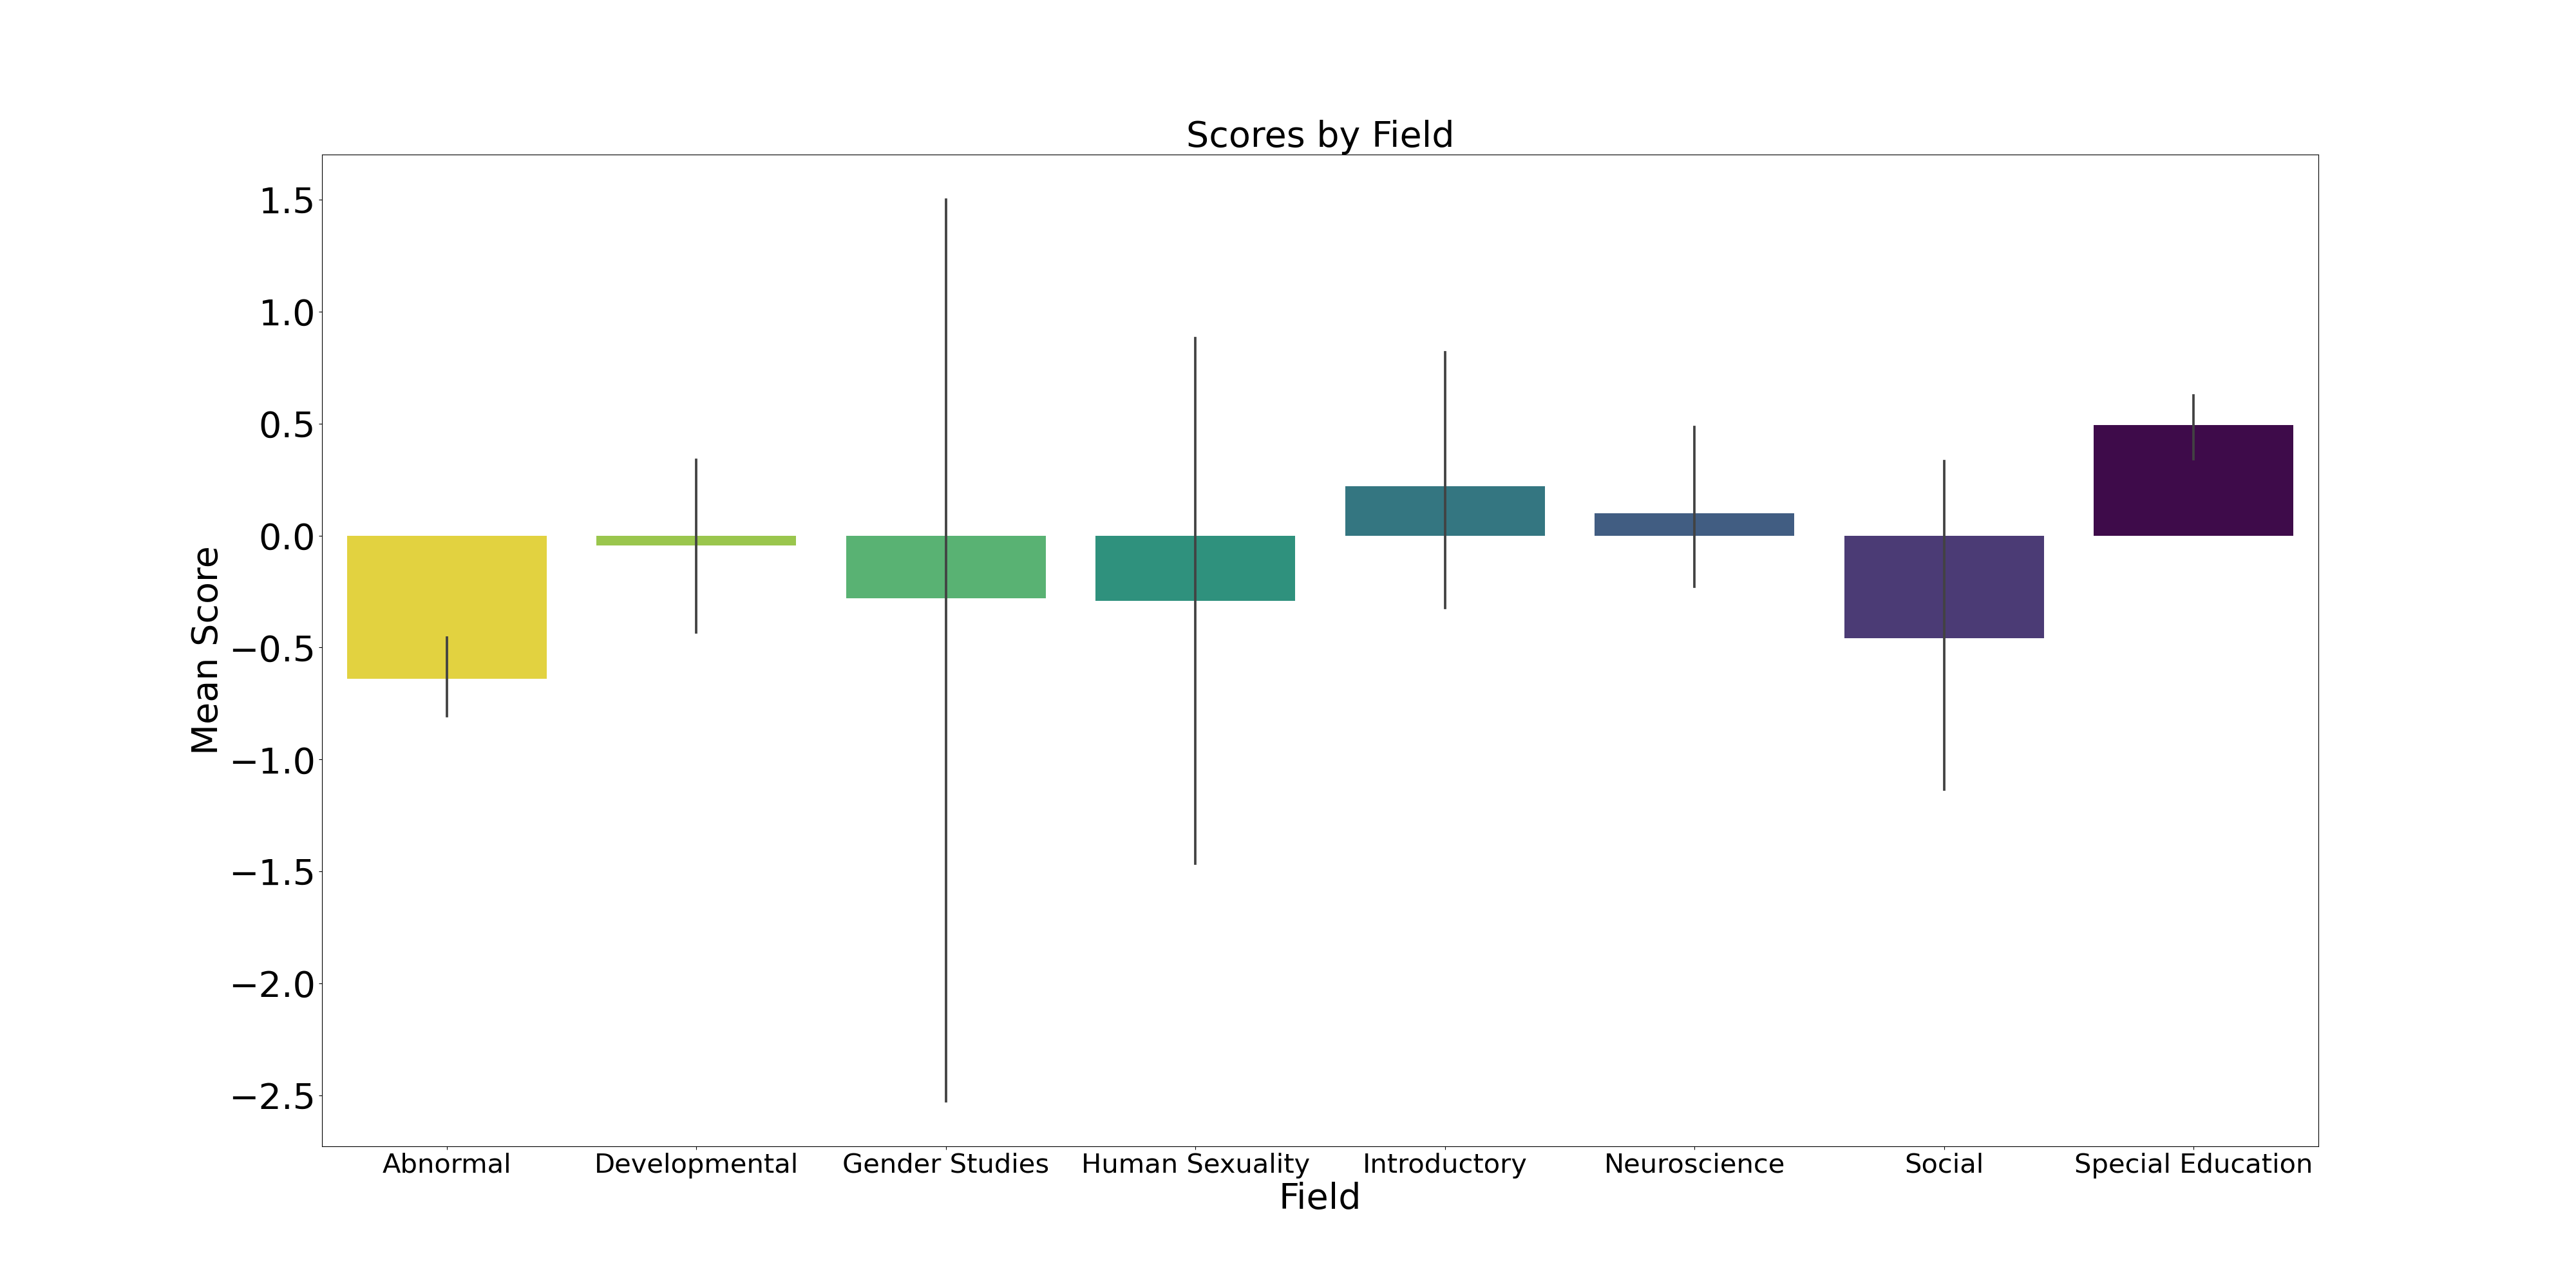 Scores by Field
1.5
1.0
0.5
0.0
−0.5
−1.0
−1.5
−2.0
−2.5
Mean Score
Abnormal Developmental Gender Studies Human Sexuality Introductory Neuroscience Social Special Education
Field